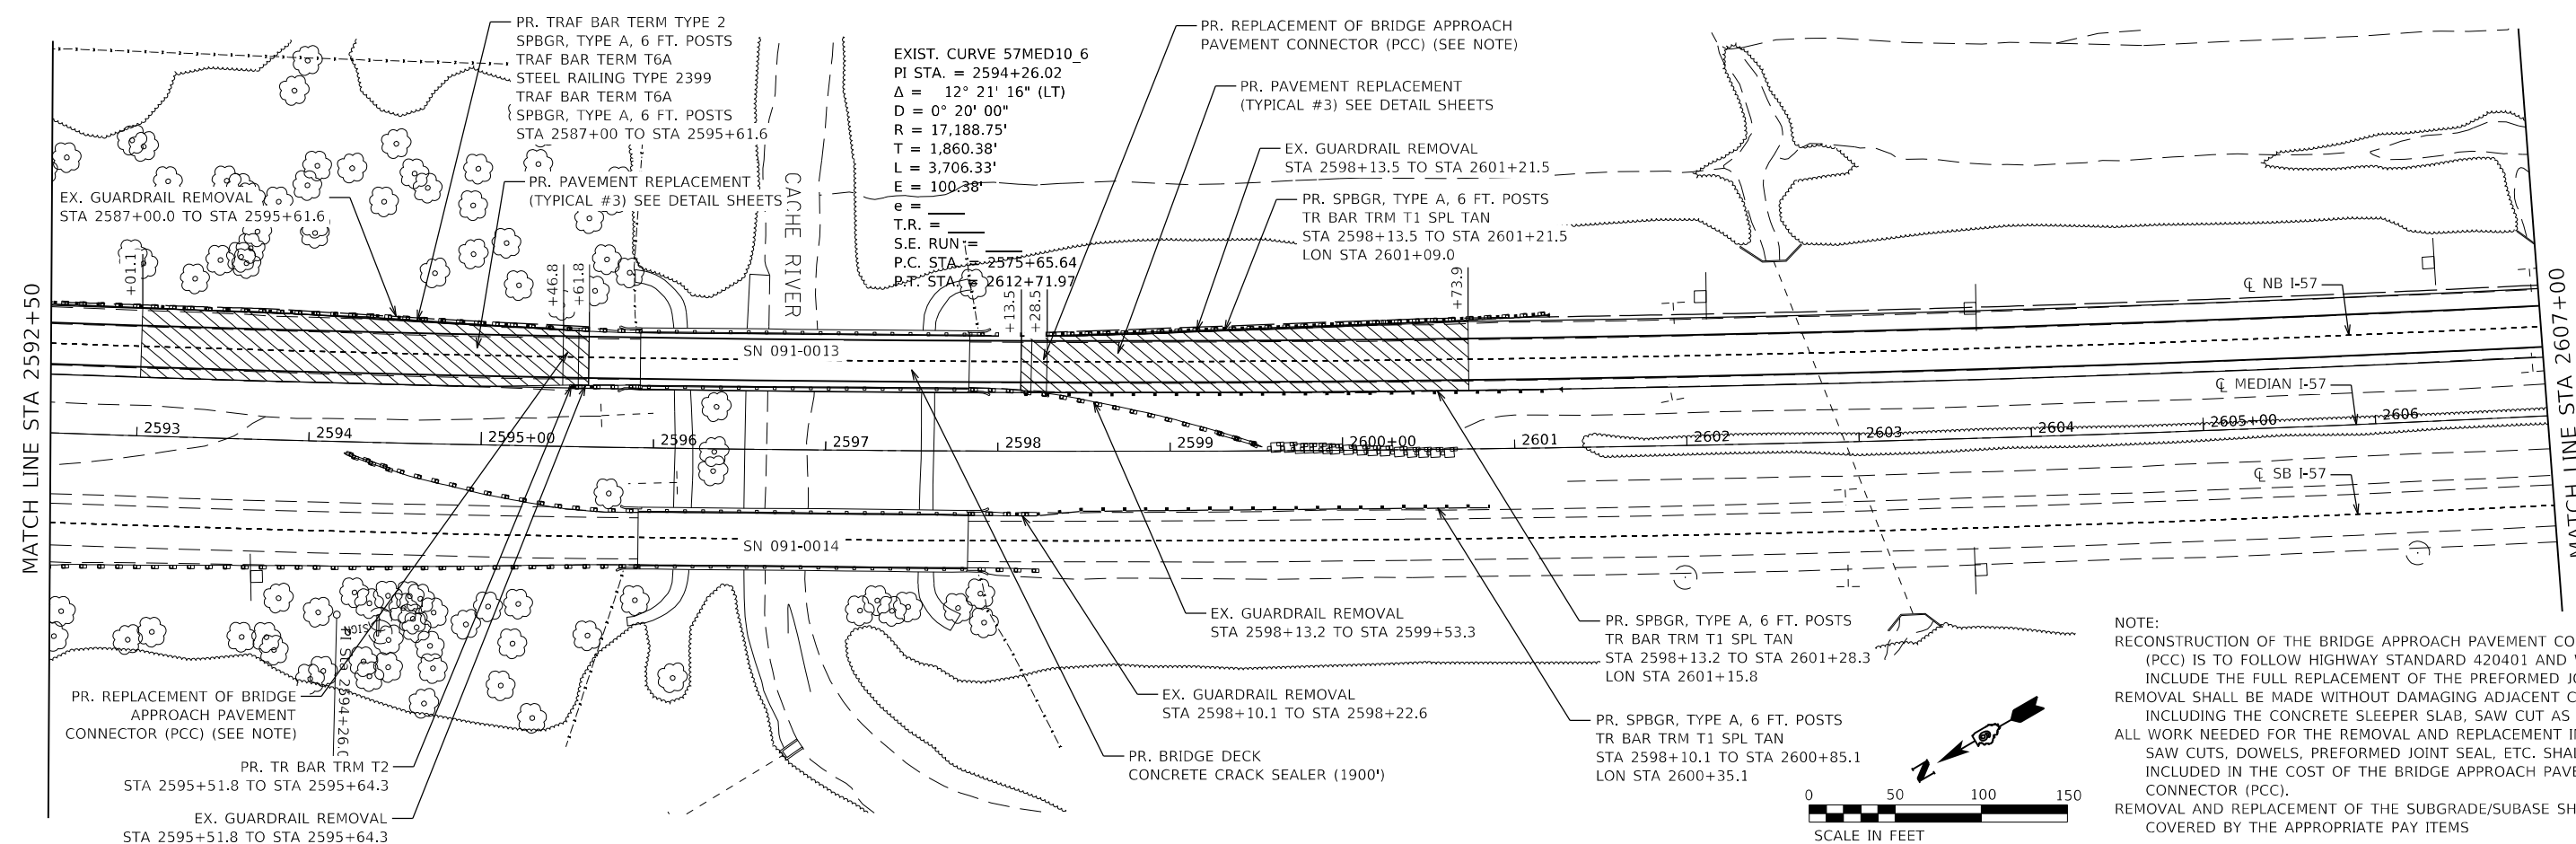 PR. TRAF BAR TERM TYPE 2
SPBGR, TYPE A, 6 FT. POSTS
TRAF BAR TERM T6A
STEEL RAILING TYPE 2399
TRAF BAR TERM T6A
SPBGR, TYPE A, 6 FT. POSTS
STA 2587+00 TO STA 2595+61.6
EXIST. CURVE 57MED10_6
PI STA. = 2594+26.02
Δ = 12° 21' 16" (LT)
D = 0° 20' 00"
R = 17,188.75'
T = 1,860.38'
L = 3,706.33'
E = 100.38'
e = ____
T.R. = ____
S.E. RUN = ____
P.C. STA. = 2575+65.64
P.T. STA. = 2612+71.97
PR. REPLACEMENT OF BRIDGE APPROACH
PAVEMENT CONNECTOR (PCC) (SEE NOTE)
PR. PAVEMENT REPLACEMENT
(TYPICAL #3) SEE DETAIL SHEETS
EX. GUARDRAIL REMOVAL
STA 2598+13.5 TO STA 2601+21.5
PR. SPBGR, TYPE A, 6 FT. POSTS
TR BAR TRM T1 SPL TAN
STA 2598+13.5 TO STA 2601+21.5
LON STA 2601+09.0
EX. GUARDRAIL REMOVAL
STA 2587+00.0 TO STA 2595+61.6
PR. PAVEMENT REPLACEMENT
(TYPICAL #3) SEE DETAIL SHEETS
CACHE RIVER
+01.1
+46.8
+61.8
+13.5
+28.5
+73.9
MATCH LINE STA 2592+50
MATCH LINE STA 2607+00
SN 091-0013
℄ NB I-57
℄ MEDIAN I-57
2593
2594
2595+00
2596
2597
2598
2599
2600+00
2601
2602
2603
2604
2605+00
2606
℄ SB I-57
SN 091-0014
SIGN
PI Sta 2594+26.0
PR. REPLACEMENT OF BRIDGE
APPROACH PAVEMENT
CONNECTOR (PCC) (SEE NOTE)
PR. TR BAR TRM T2
STA 2595+51.8 TO STA 2595+64.3
EX. GUARDRAIL REMOVAL
STA 2595+51.8 TO STA 2595+64.3
EX. GUARDRAIL REMOVAL
STA 2598+13.2 TO STA 2599+53.3
EX. GUARDRAIL REMOVAL
STA 2598+10.1 TO STA 2598+22.6
PR. BRIDGE DECK
CONCRETE CRACK SEALER (1900')
PR. SPBGR, TYPE A, 6 FT. POSTS
TR BAR TRM T1 SPL TAN
STA 2598+13.2 TO STA 2601+28.3
LON STA 2601+15.8
PR. SPBGR, TYPE A, 6 FT. POSTS
TR BAR TRM T1 SPL TAN
STA 2598+10.1 TO STA 2600+85.1
LON STA 2600+35.1
N
0 50 100 150
SCALE IN FEET
NOTE:
RECONSTRUCTION OF THE BRIDGE APPROACH PAVEMENT CO
(PCC) IS TO FOLLOW HIGHWAY STANDARD 420401 AND
INCLUDE THE FULL REPLACEMENT OF THE PREFORMED
REMOVAL SHALL BE MADE WITHOUT DAMAGING ADJACENT
INCLUDING THE CONCRETE SLEEPER SLAB, SAW CUT AS
ALL WORK NEEDED FOR THE REMOVAL AND REPLACEMENT
SAW CUTS, DOWELS, PREFORMED JOINT SEAL, ETC. SHA
INCLUDED IN THE COST OF THE BRIDGE APPROACH PAVE
CONNECTOR (PCC).
REMOVAL AND REPLACEMENT OF THE SUBGRADE/SUBASE SH
COVERED BY THE APPROPRIATE PAY ITEMS